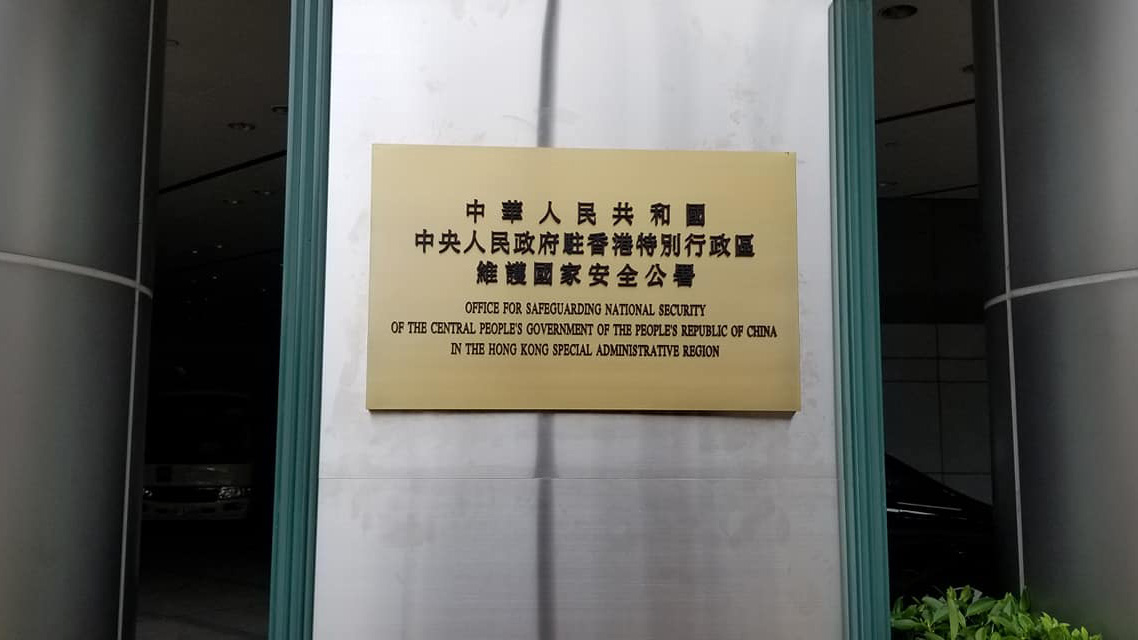 中華人民共和國
中央人民政府駐香港特別行政區
維護國家安全公署
OFFICE FOR SAFEGUARDING NATIONAL SECURITY
OF THE CENTRAL PEOPLE'S GOVERNMENT OF THE PEOPLE'S REPUBLIC OF CHINA
IN THE HONG KONG SPECIAL ADMINISTRATIVE REGION